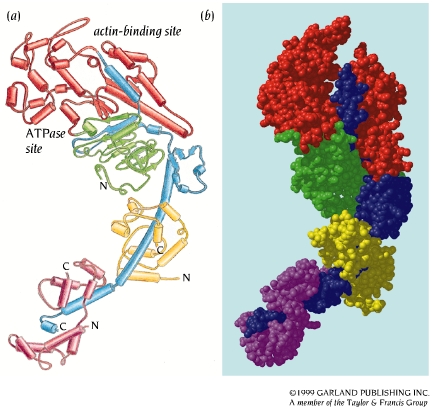 (a)
actin-binding site
ATPase
site
N
C
N
C
C
N
(b)
©1999 GARLAND PUBLISHING INC.
A member of the Taylor & Francis Group